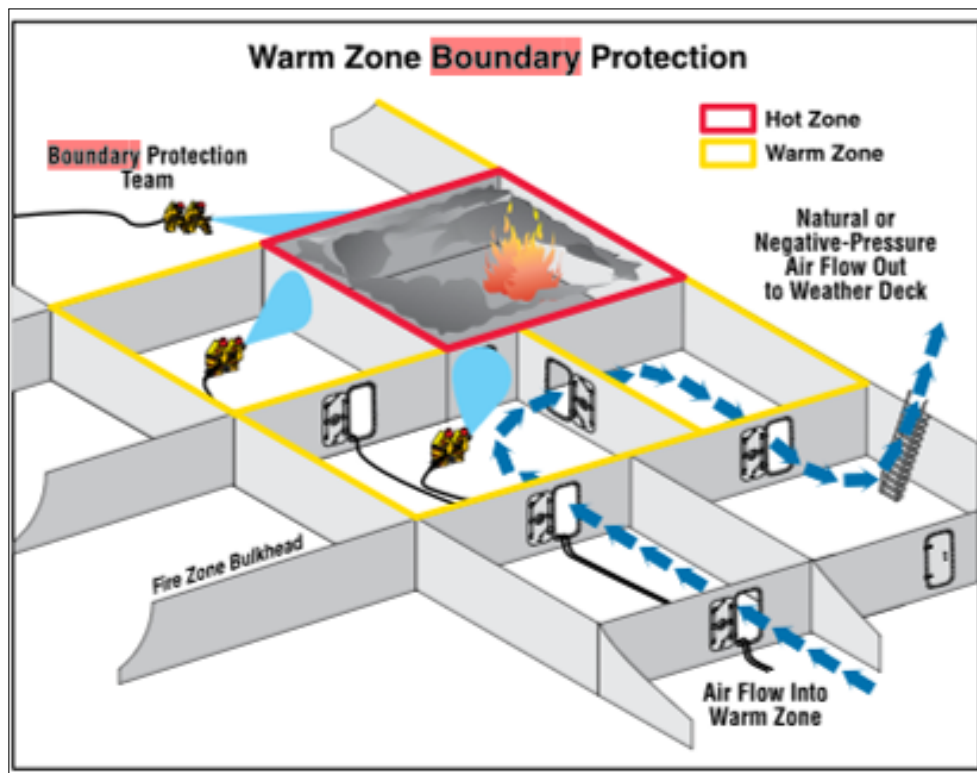 Warm Zone Boundary Protection
Hot Zone
Warm Zone
Boundary Protection
Team
Natural or
Negative-Pressure
Air Flow Out
to Weather Deck
Fire Zone Bulkhead
Air Flow Into
Warm Zone